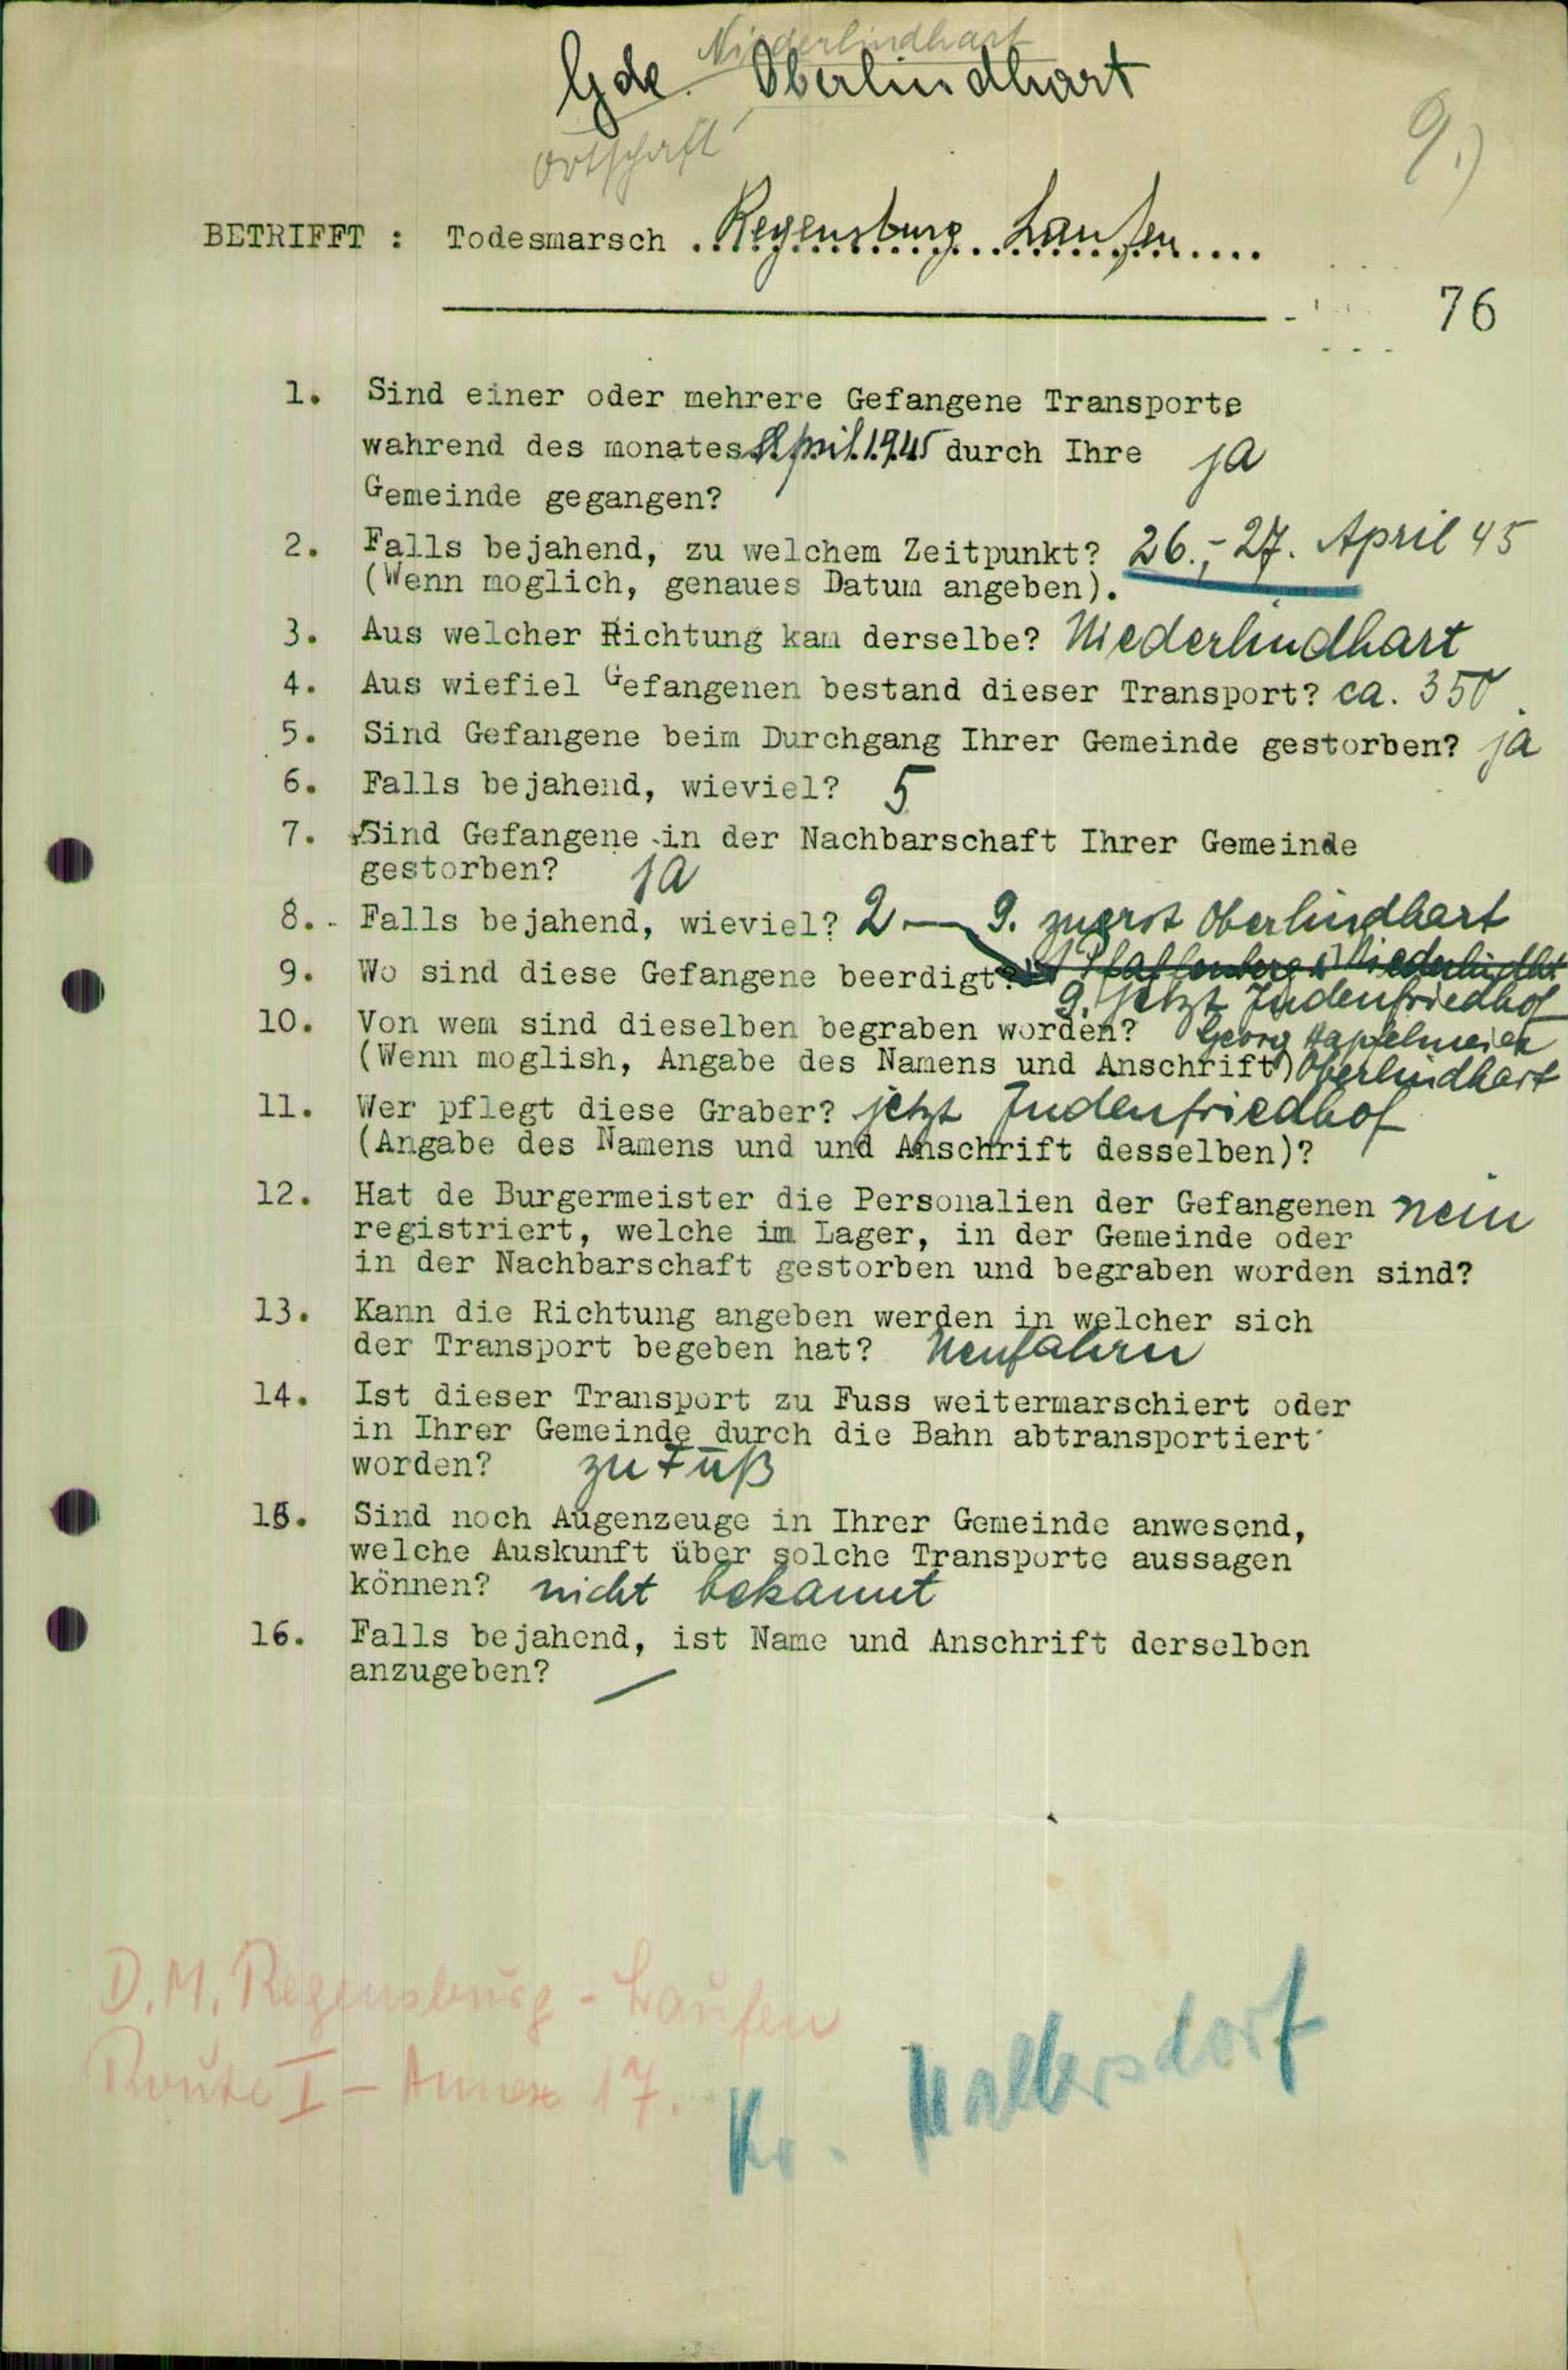 Niederlindhart
Gde. Oberlindhart
Ortschaft
9.)
BETRIFFT : Todesmarsch . Regensburg Laufen ....
76
1. Sind einer oder mehrere Gefangene Transporte
wahrend des monates April 1945 durch Ihre ja
Gemeinde gegangen?
2. Falls bejahend, zu welchem Zeitpunkt? 26.-27. April 45
(Wenn moglich, genaues Datum angeben).
3. Aus welcher Richtung kam derselbe? Niederlindhart
4. Aus wiefiel Gefangenen bestand dieser Transport? ca. 350
5. Sind Gefangene beim Durchgang Ihrer Gemeinde gestorben? ja
6. Falls bejahend, wieviel? 5
7. Sind Gefangene in der Nachbarschaft Ihrer Gemeinde
gestorben? ja
8. Falls bejahend, wieviel? 2 — 9. zuerst Oberlindhart
9. Wo sind diese Gefangene beerdigt? Pfaffenberg Niederlindht
9. jetzt Judenfriedhof
10. Von wem sind dieselben begraben worden? Georg Hapfelmeier
(Wenn moglish, Angabe des Namens und Anschrift) Oberlindhart
11. Wer pflegt diese Graber? jetzt Judenfriedhof
(Angabe des Namens und und Anschrift desselben)?
12. Hat de Burgermeister die Personalien der Gefangenen nein
registriert, welche im Lager, in der Gemeinde oder
in der Nachbarschaft gestorben und begraben worden sind?
13. Kann die Richtung angeben werden in welcher sich
der Transport begeben hat? Neufahrn
14. Ist dieser Transport zu Fuss weitermarschiert oder
in Ihrer Gemeinde durch die Bahn abtransportiert
worden? zu Fuß
15. Sind noch Augenzeuge in Ihrer Gemeinde anwesend,
welche Auskunft über solche Transporte aussagen
können? nicht bekannt
16. Falls bejahend, ist Name und Anschrift derselben
anzugeben? —
D.M. Regensburg - Laufen
Route I - Annex 17.
Kr. Mallersdorf